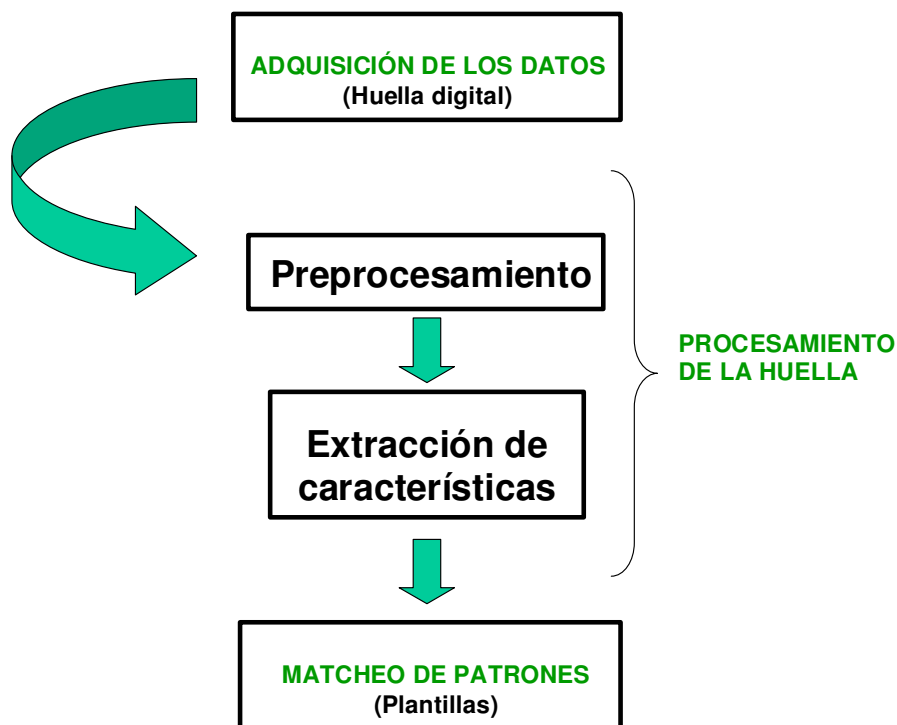 ADQUISICIÓN DE LOS DATOS
(Huella digital)
Preprocesamiento
PROCESAMIENTO
DE LA HUELLA
Extracción de
características
MATCHEO DE PATRONES
(Plantillas)